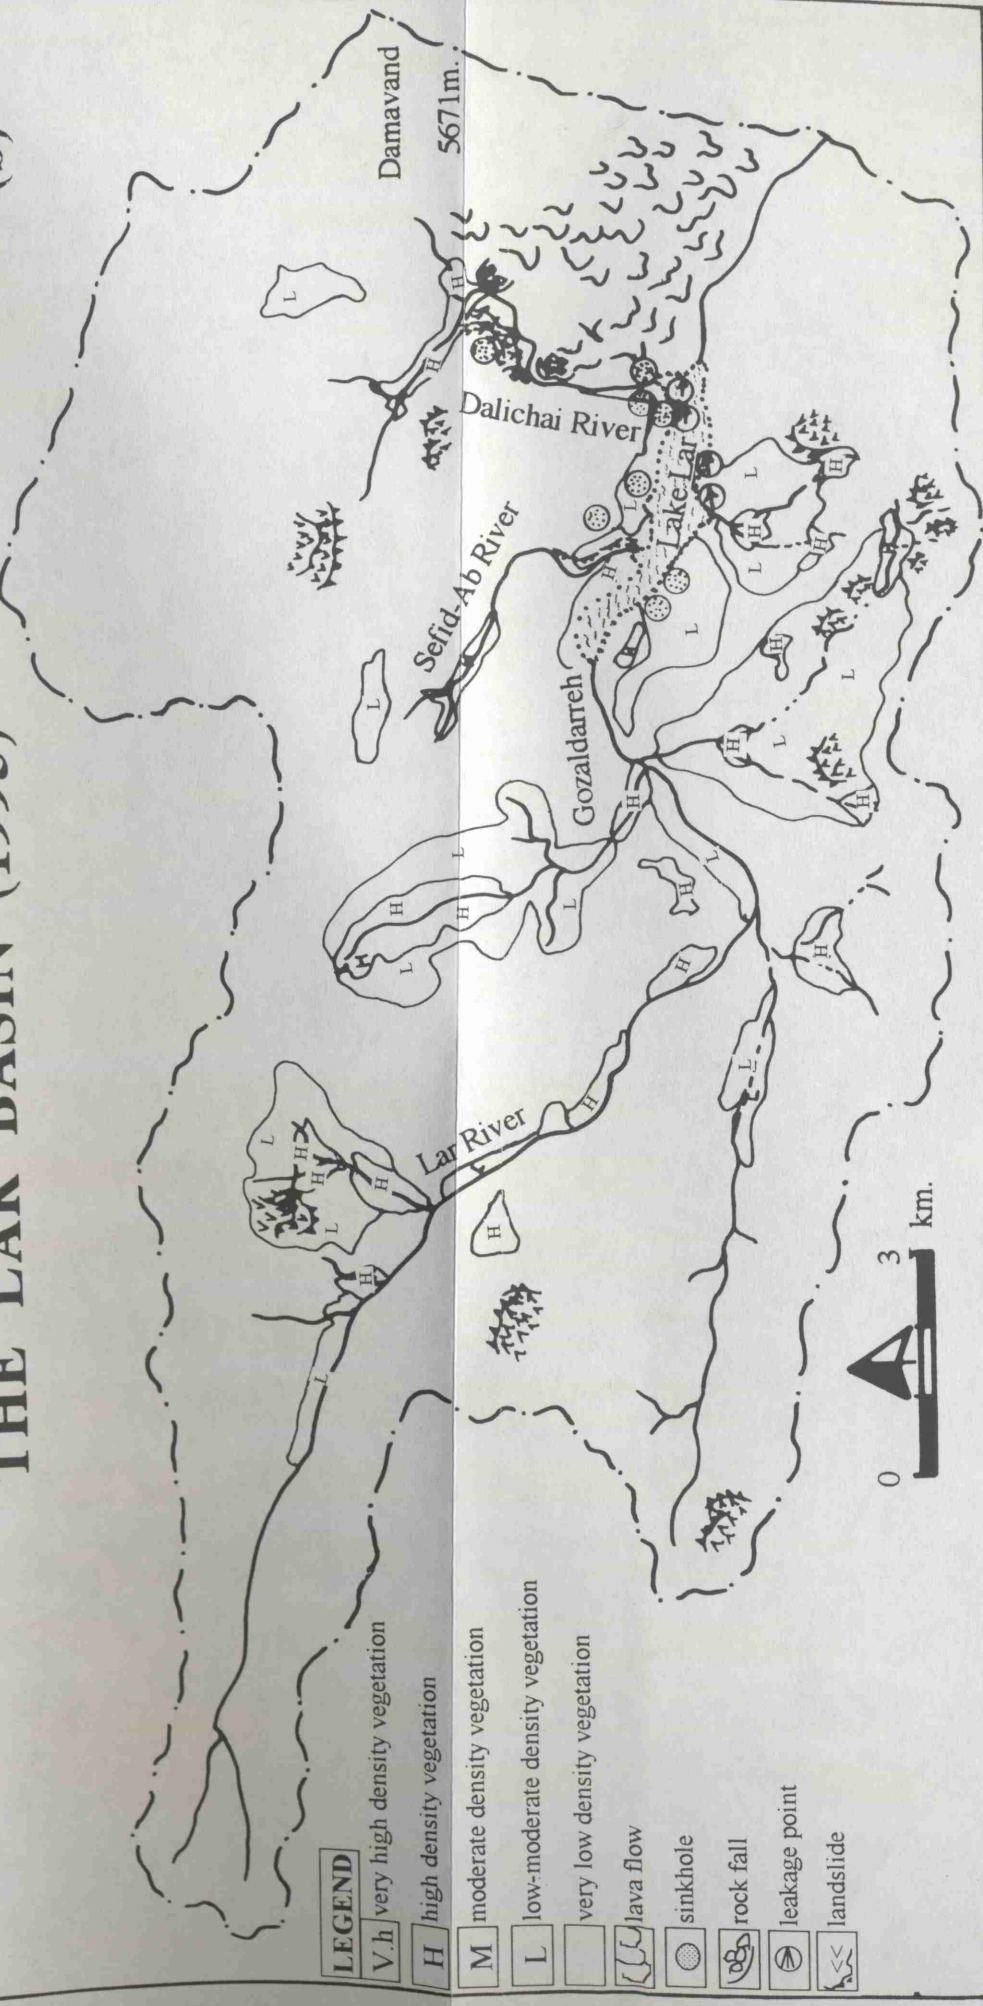 THE LAR BASIN (199
Damavand
5671m.
Dalichai River
Lake Lar
Sefid-Ab River
Gozaldarreh
Lar River
L
H
H
L
L
H
H
L
H
L
L
H
H
L
H
H
L
L
H
H
H
L
L
H
H
L
H
L
H
H
L
H
H
L
H
H
H
L
H
H
L
LEGEND
V.h very high density vegetation
H high density vegetation
M moderate density vegetation
L low-moderate density vegetation
very low density vegetation
lava flow
sinkhole
rock fall
leakage point
landslide
0 3 km.